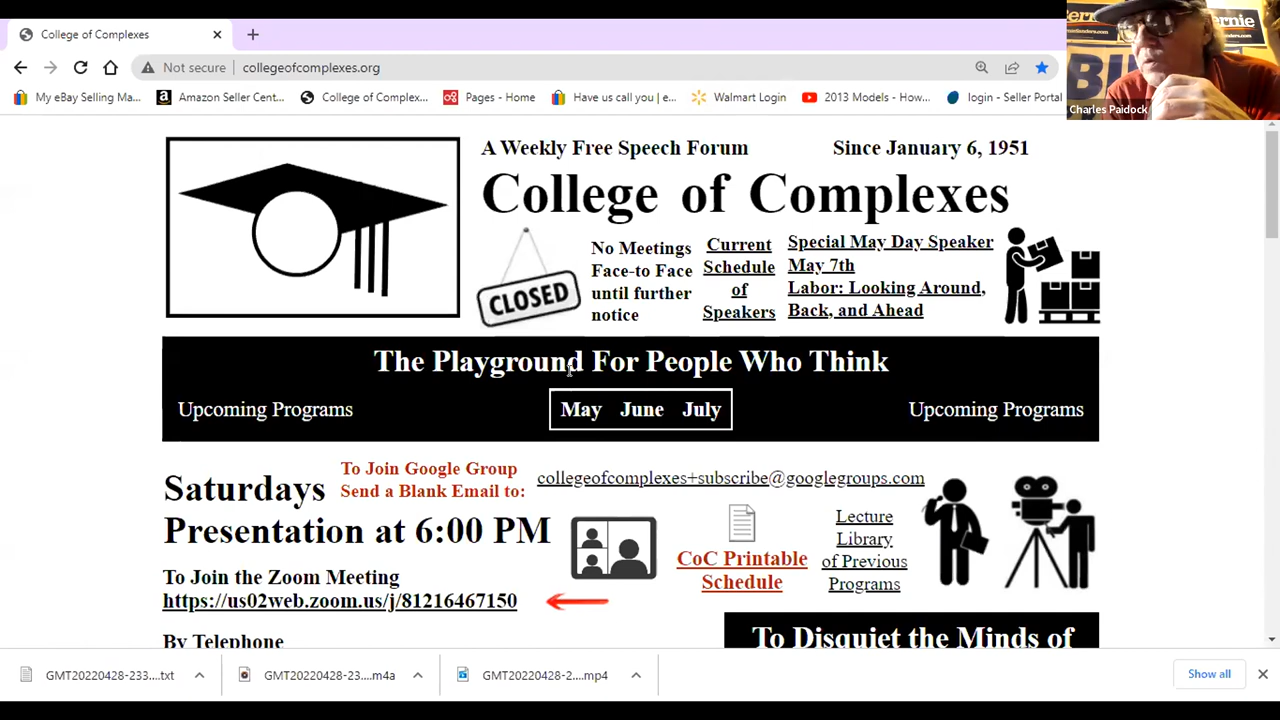 College of Complexes
Not secure
collegeofcomplexes.org
My eBay Selling Ma...
Amazon Seller Cent...
College of Complex...
Pages - Home
Have us call you | e...
Walmart Login
2013 Models - How...
login - Seller Portal
ernie
Charles Paidock
A Weekly Free Speech Forum
Since January 6, 1951
College of Complexes
CLOSED
No Meetings
Face-to Face
until further
notice
Current
Schedule
of
Speakers
Special May Day Speaker
May 7th
Labor: Looking Around,
Back, and Ahead
The Playground For People Who Think
Upcoming Programs
May June July
Upcoming Programs
Saturdays
Presentation at 6:00 PM
To Join Google Group
Send a Blank Email to:
collegeofcomplexes+subscribe@googlegroups.com
CoC Printable
Schedule
Lecture
Library
of Previous
Programs
To Join the Zoom Meeting
https://us02web.zoom.us/j/81216467150
By Telephone
To Disquiet the Minds of
GMT20220428-233....txt
GMT20220428-23....m4a
GMT20220428-2....mp4
Show all